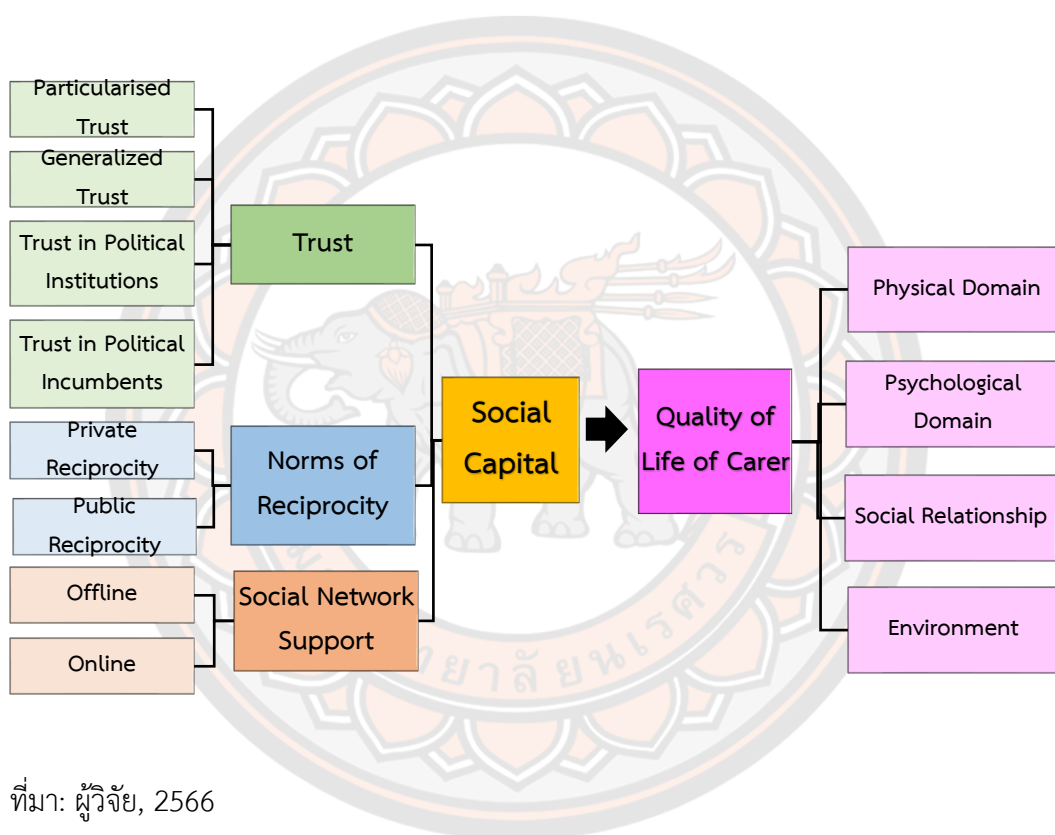 Particularised
Trust
Generalized
Trust
Trust in Political
Institutions
Trust in Political
Incumbents
Private
Reciprocity
Public
Reciprocity
Offline
Online
Trust
Norms of
Reciprocity
Social Network
Support
Social
Capital
Quality of
Life of Carer
Physical Domain
Psychological
Domain
Social Relationship
Environment
ที่มา: ผู้วิจัย, 2566